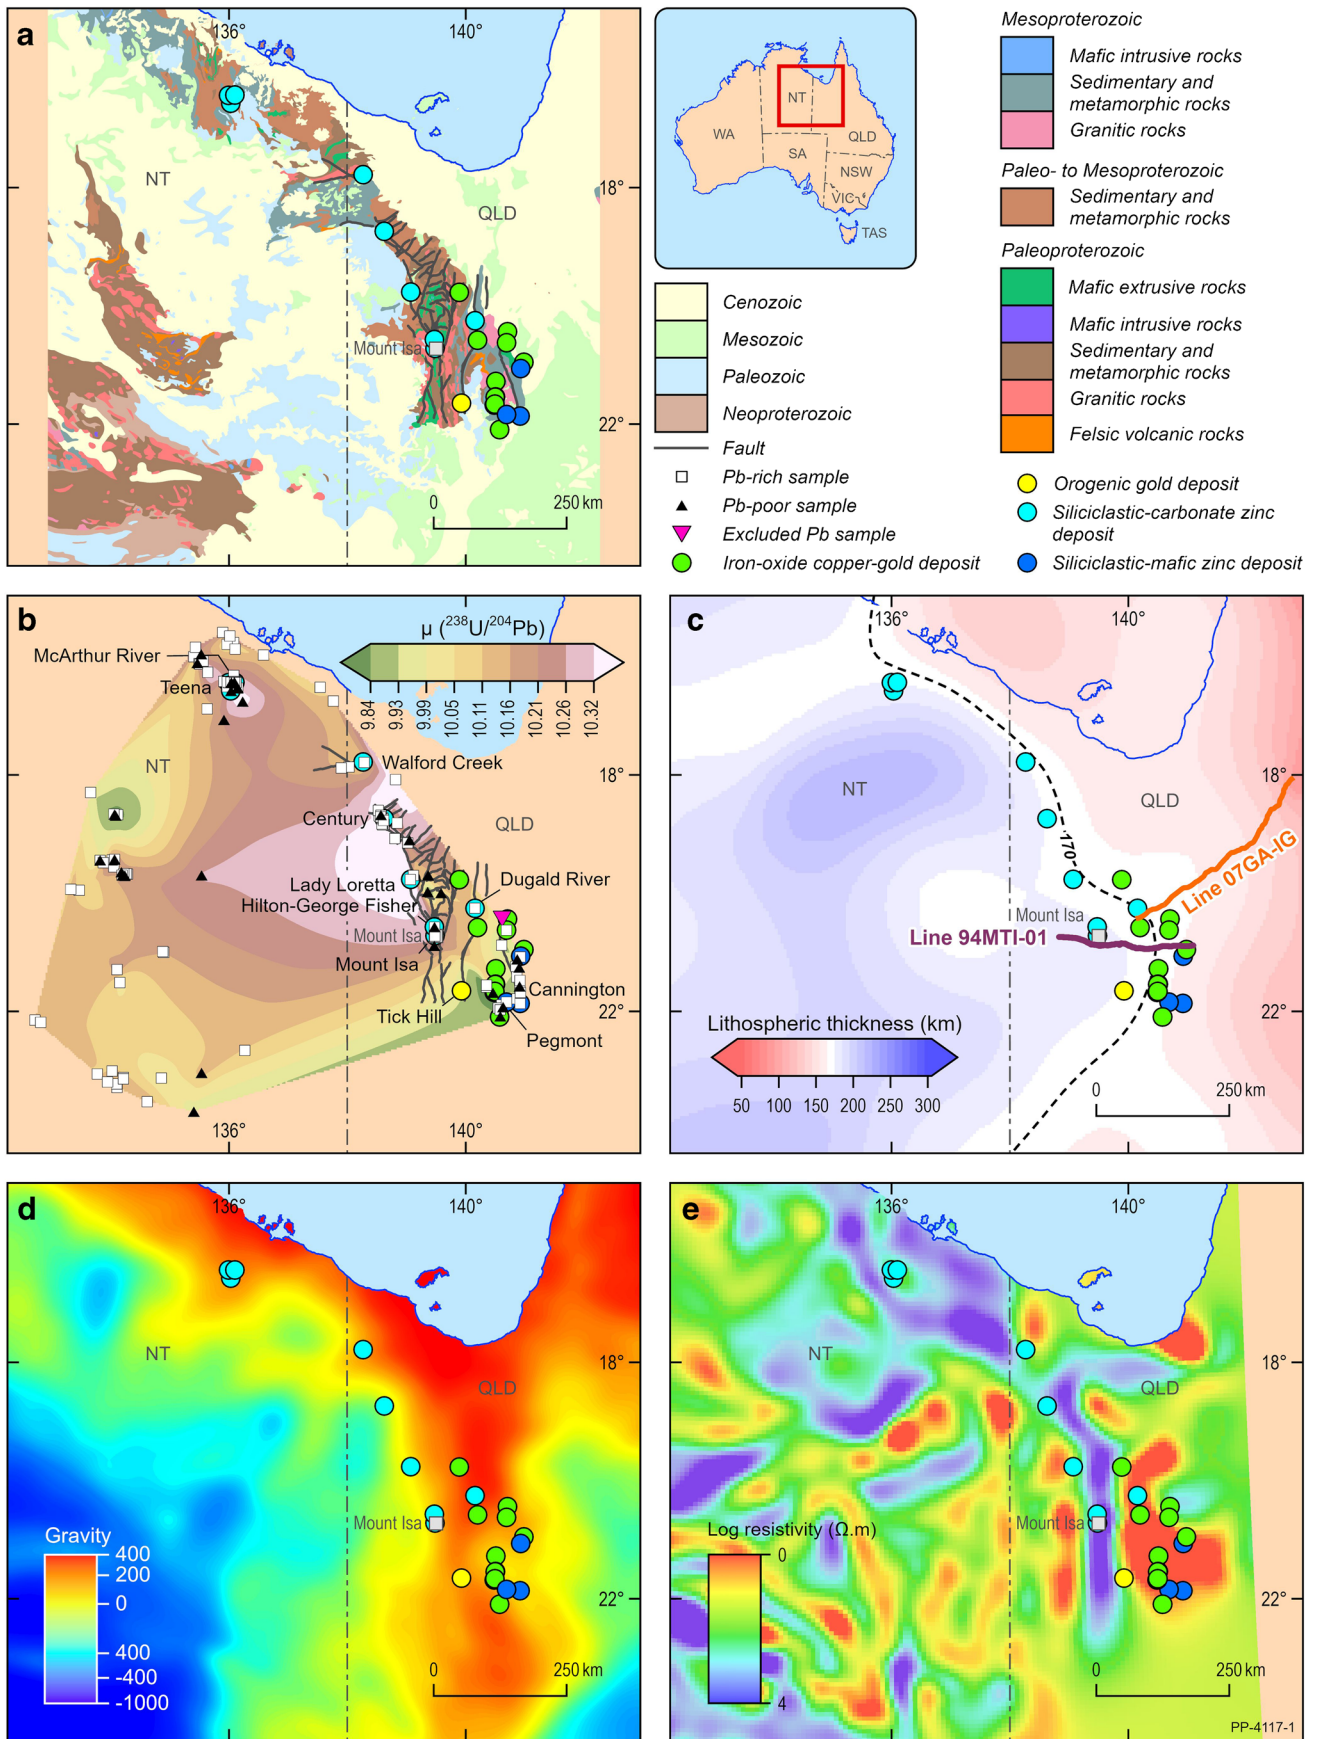 a
136°
140°
NT
18°
QLD
Mount Isa
22°
0
250 km
NT
WA
QLD
SA
NSW
VIC
TAS
Cenozoic
Mesozoic
Paleozoic
Neoproterozoic
Fault
Pb-rich sample
Pb-poor sample
Excluded Pb sample
Iron-oxide copper-gold deposit
Mesoproterozoic
Mafic intrusive rocks
Sedimentary and
metamorphic rocks
Granitic rocks
Paleo- to Mesoproterozoic
Sedimentary and
metamorphic rocks
Paleoproterozoic
Mafic extrusive rocks
Mafic intrusive rocks
Sedimentary and
metamorphic rocks
Granitic rocks
Felsic volcanic rocks
Orogenic gold deposit
Siliciclastic-carbonate zinc
deposit
Siliciclastic-mafic zinc deposit
b
µ (238U/204Pb)
9.84
9.93
9.99
10.05
10.11
10.16
10.21
10.26
10.32
McArthur River
Teena
NT
18°
Walford Creek
Century
QLD
Lady Loretta
Dugald River
Hilton-George Fisher
Mount Isa
Mount Isa
Cannington
Tick Hill
22°
Pegmont
136°
140°
c
136°
140°
18°
NT
QLD
170
Line 07GA-IG
Mount Isa
Line 94MTI-01
22°
Lithospheric thickness (km)
50
100
150
200
250
300
0
250 km
d
136°
140°
NT
18°
QLD
Mount Isa
Gravity
400
200
0
400
-400
-1000
22°
0
250 km
e
136°
140°
NT
18°
QLD
Mount Isa
Log resistivity (Ω.m)
0
4
22°
0
250 km
PP-4117-1